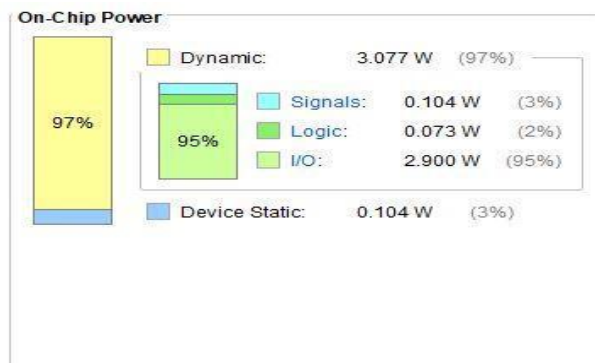 On-Chip Power
Dynamic: 3.077 W (97%)
97%
Signals: 0.104 W (3%)
Logic: 0.073 W (2%)
95%
I/O: 2.900 W (95%)
Device Static: 0.104 W (3%)